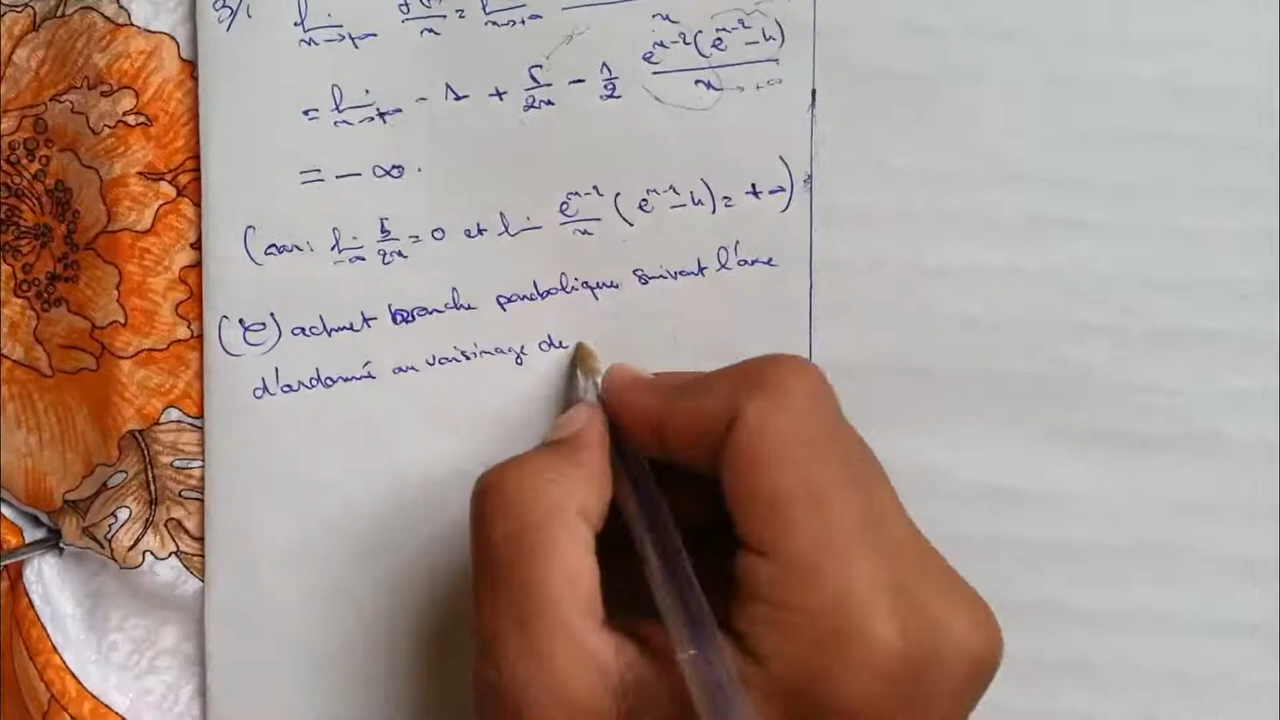 3/. lim x→+∞ f(x)/x = lim x→+∞
= lim x→+∞ - 1 + 5/2x - 1/2 e^x-2 (e^x-2 - 4) / x → +∞
= - ∞.
(car: lim -∞ 5/2x = 0 et lim e^x-2/x (e^x-2 - 4) = +∞)
(C) admet branche parabolique suivant l'axe
d'ordonné au voisinage de